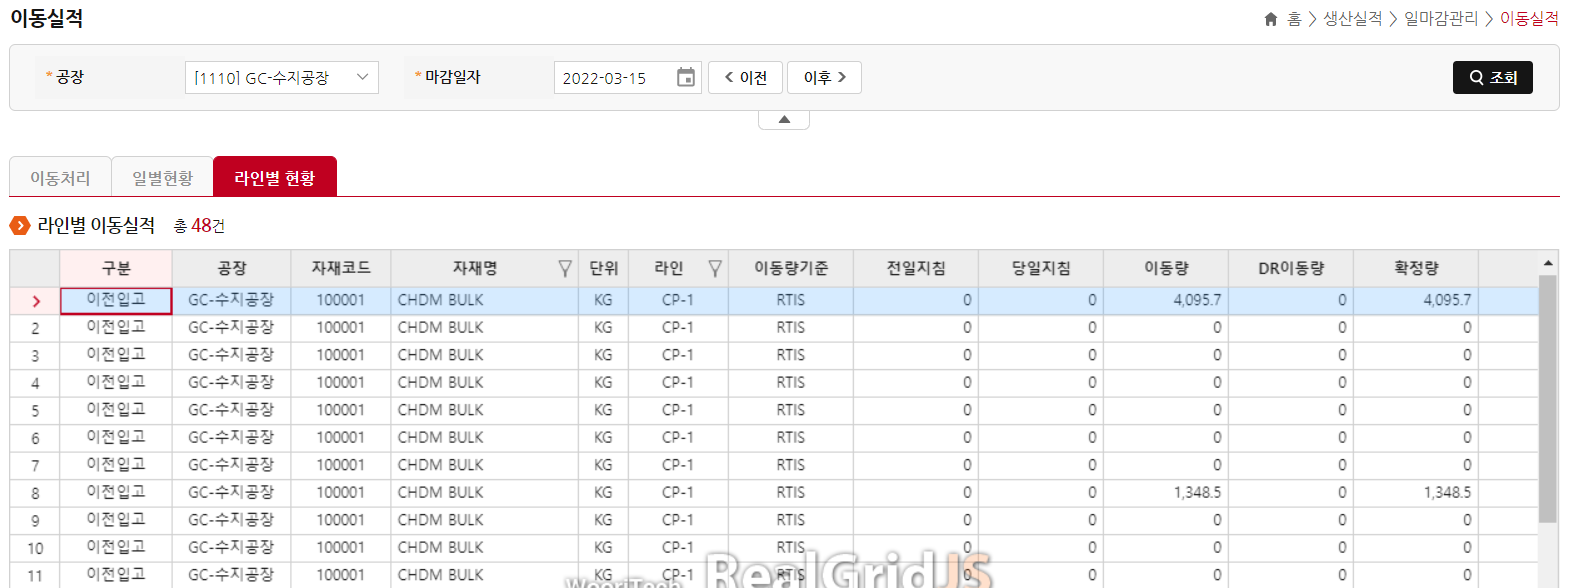 이동실적
홈 > 생산실적 > 일마감관리 > 이동실적
*공장 [1110] GC-수지공장 *마감일자 2022-03-15 < 이전 이후 > 조회
이동처리 일별현황 라인별 현황
라인별 이동실적 총 48건
구분 공장 자재코드 자재명 단위 라인 이동량기준 전일지침 당일지침 이동량 DR이동량 확정량
이전입고 GC-수지공장 100001 CHDM BULK KG CP-1 RTIS 0 0 4,095.7 0 4,095.7
2 이전입고 GC-수지공장 100001 CHDM BULK KG CP-1 RTIS 0 0 0 0 0
3 이전입고 GC-수지공장 100001 CHDM BULK KG CP-1 RTIS 0 0 0 0 0
4 이전입고 GC-수지공장 100001 CHDM BULK KG CP-1 RTIS 0 0 0 0 0
5 이전입고 GC-수지공장 100001 CHDM BULK KG CP-1 RTIS 0 0 0 0 0
6 이전입고 GC-수지공장 100001 CHDM BULK KG CP-1 RTIS 0 0 0 0 0
7 이전입고 GC-수지공장 100001 CHDM BULK KG CP-1 RTIS 0 0 0 0 0
8 이전입고 GC-수지공장 100001 CHDM BULK KG CP-1 RTIS 0 0 1,348.5 0 1,348.5
9 이전입고 GC-수지공장 100001 CHDM BULK KG CP-1 RTIS 0 0 0 0 0
10 이전입고 GC-수지공장 100001 CHDM BULK KG CP-1 RTIS 0 0 0 0 0
11 이전입고 GC-수지공장 100001 CHDM BULK KG CP-1 RTIS 0 0 0 0 0
WooriTech RealGridJS